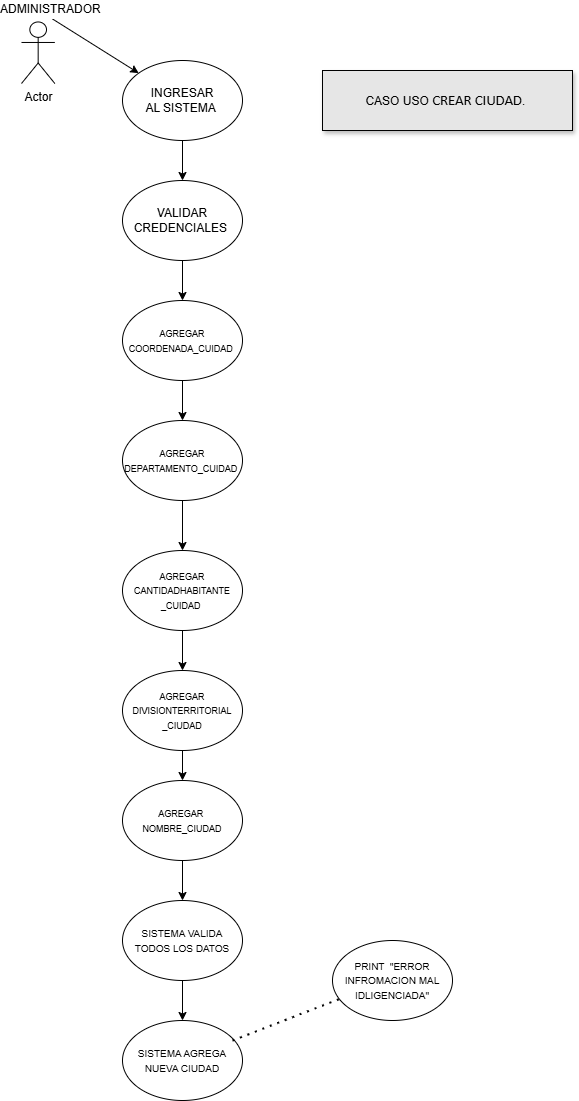 ADMINISTRADOR
Actor
INGRESAR
AL SISTEMA
CASO USO CREAR CIUDAD.
VALIDAR
CREDENCIALES
AGREGAR
COORDENADA_CUIDAD
AGREGAR
DEPARTAMENTO_CUIDAD
AGREGAR
CANTIDADHABITANTE
_CUIDAD
AGREGAR
DIVISIONTERRITORIAL
_CIUDAD
AGREGAR
NOMBRE_CIUDAD
SISTEMA VALIDA
TODOS LOS DATOS
PRINT "ERROR
INFROMACION MAL
IDLIGENCIADA"
SISTEMA AGREGA
NUEVA CIUDAD